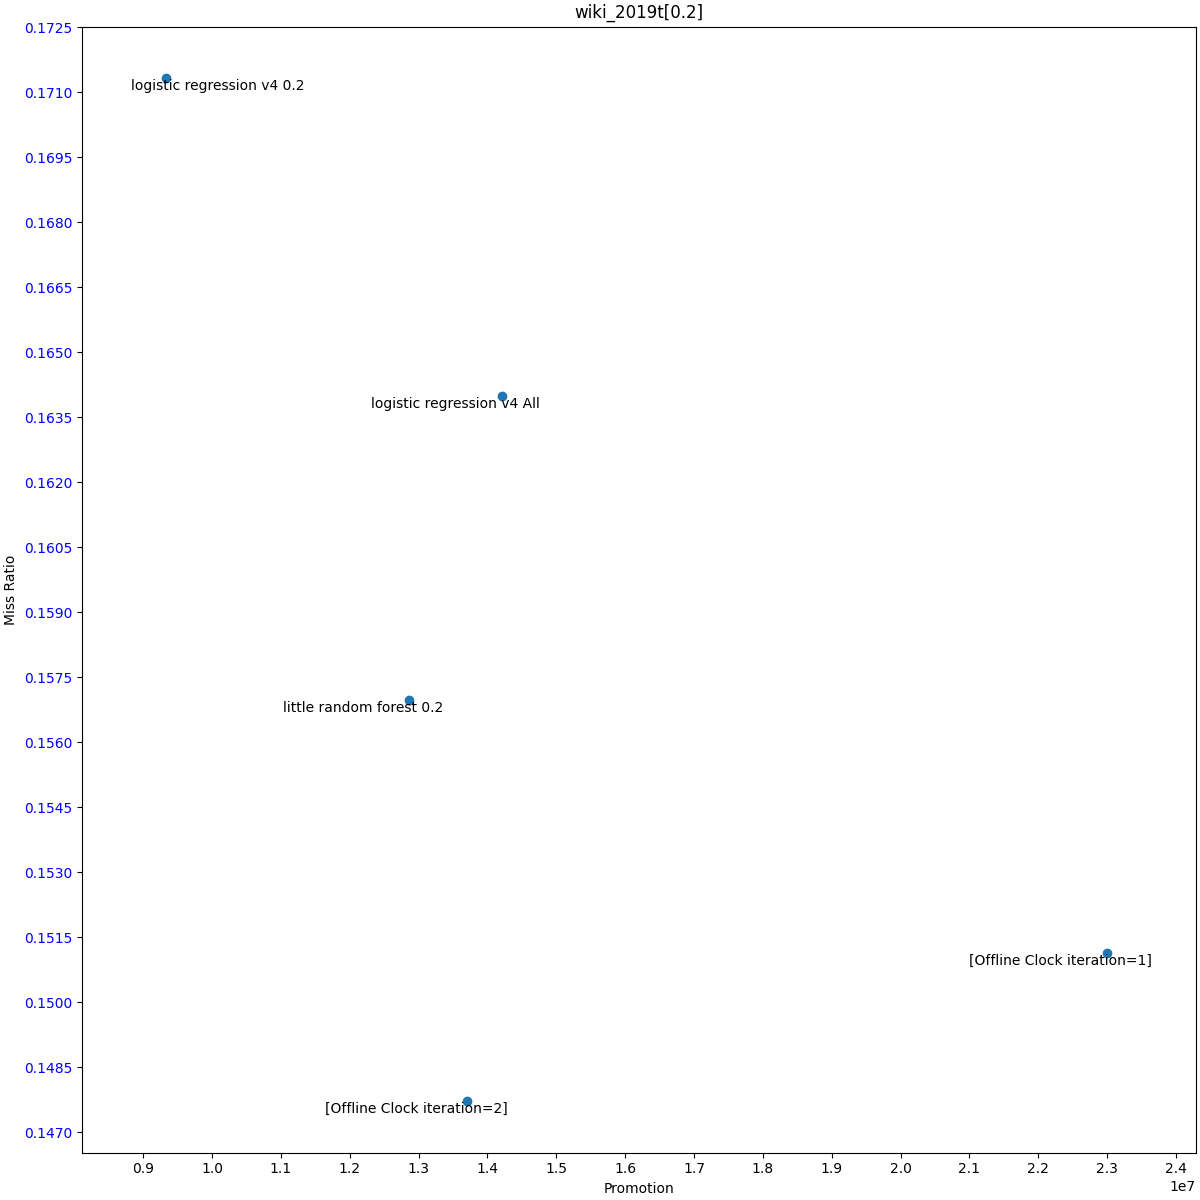 wiki_2019t[0.2]
0.1725
0.1710
0.1695
0.1680
0.1665
0.1650
0.1635
0.1620
0.1605
0.1590
0.1575
0.1560
0.1545
0.1530
0.1515
0.1500
0.1485
0.1470
Miss Ratio
logistic regression v4 0.2
logistic regression v4 All
little random forest 0.2
[Offline Clock iteration=1]
[Offline Clock iteration=2]
0.9 1.0 1.1 1.2 1.3 1.4 1.5 1.6 1.7 1.8 1.9 2.0 2.1 2.2 2.3 2.4
1e7
Promotion